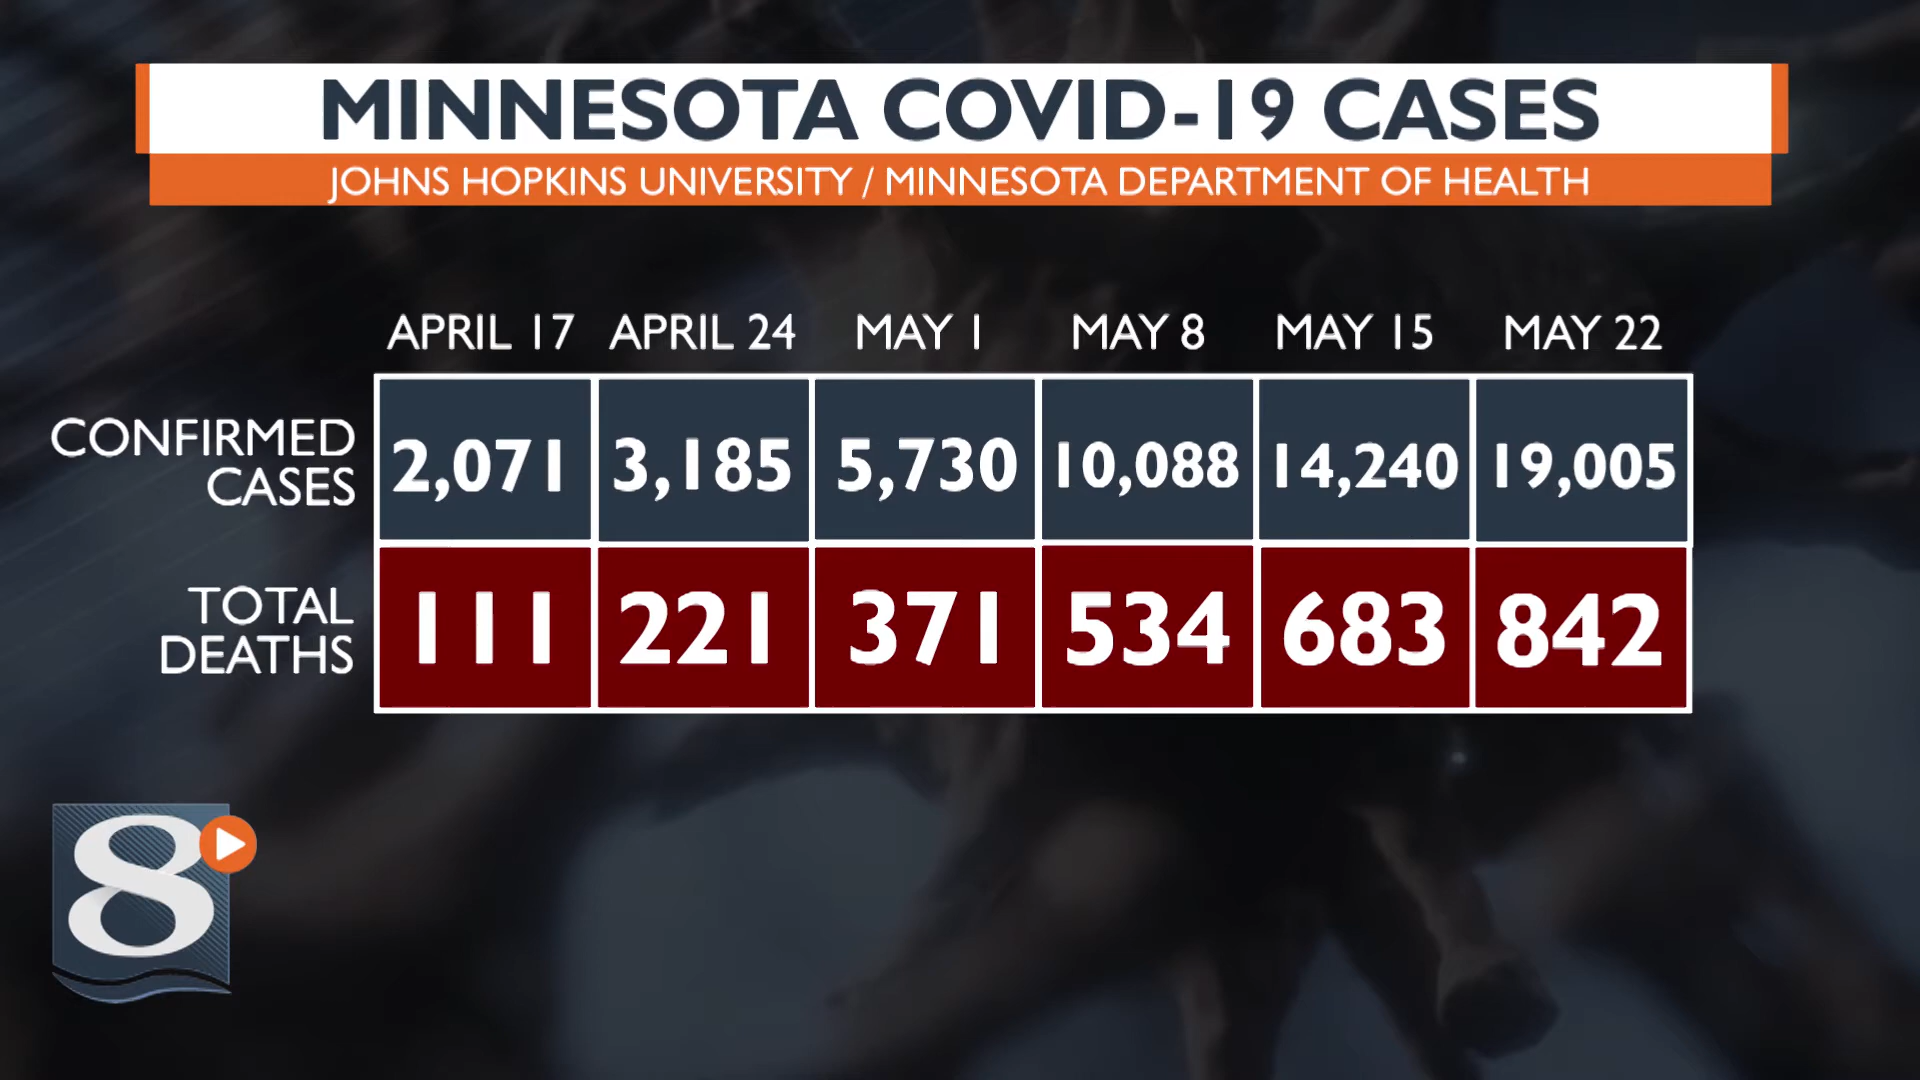 MINNESOTA COVID-19 CASES
JOHNS HOPKINS UNIVERSITY / MINNESOTA DEPARTMENT OF HEALTH
APRIL 17 APRIL 24 MAY 1 MAY 8 MAY 15 MAY 22
CONFIRMED
CASES
2,071 3,185 5,730 10,088 14,240 19,005
TOTAL
DEATHS
111 221 371 534 683 842
8